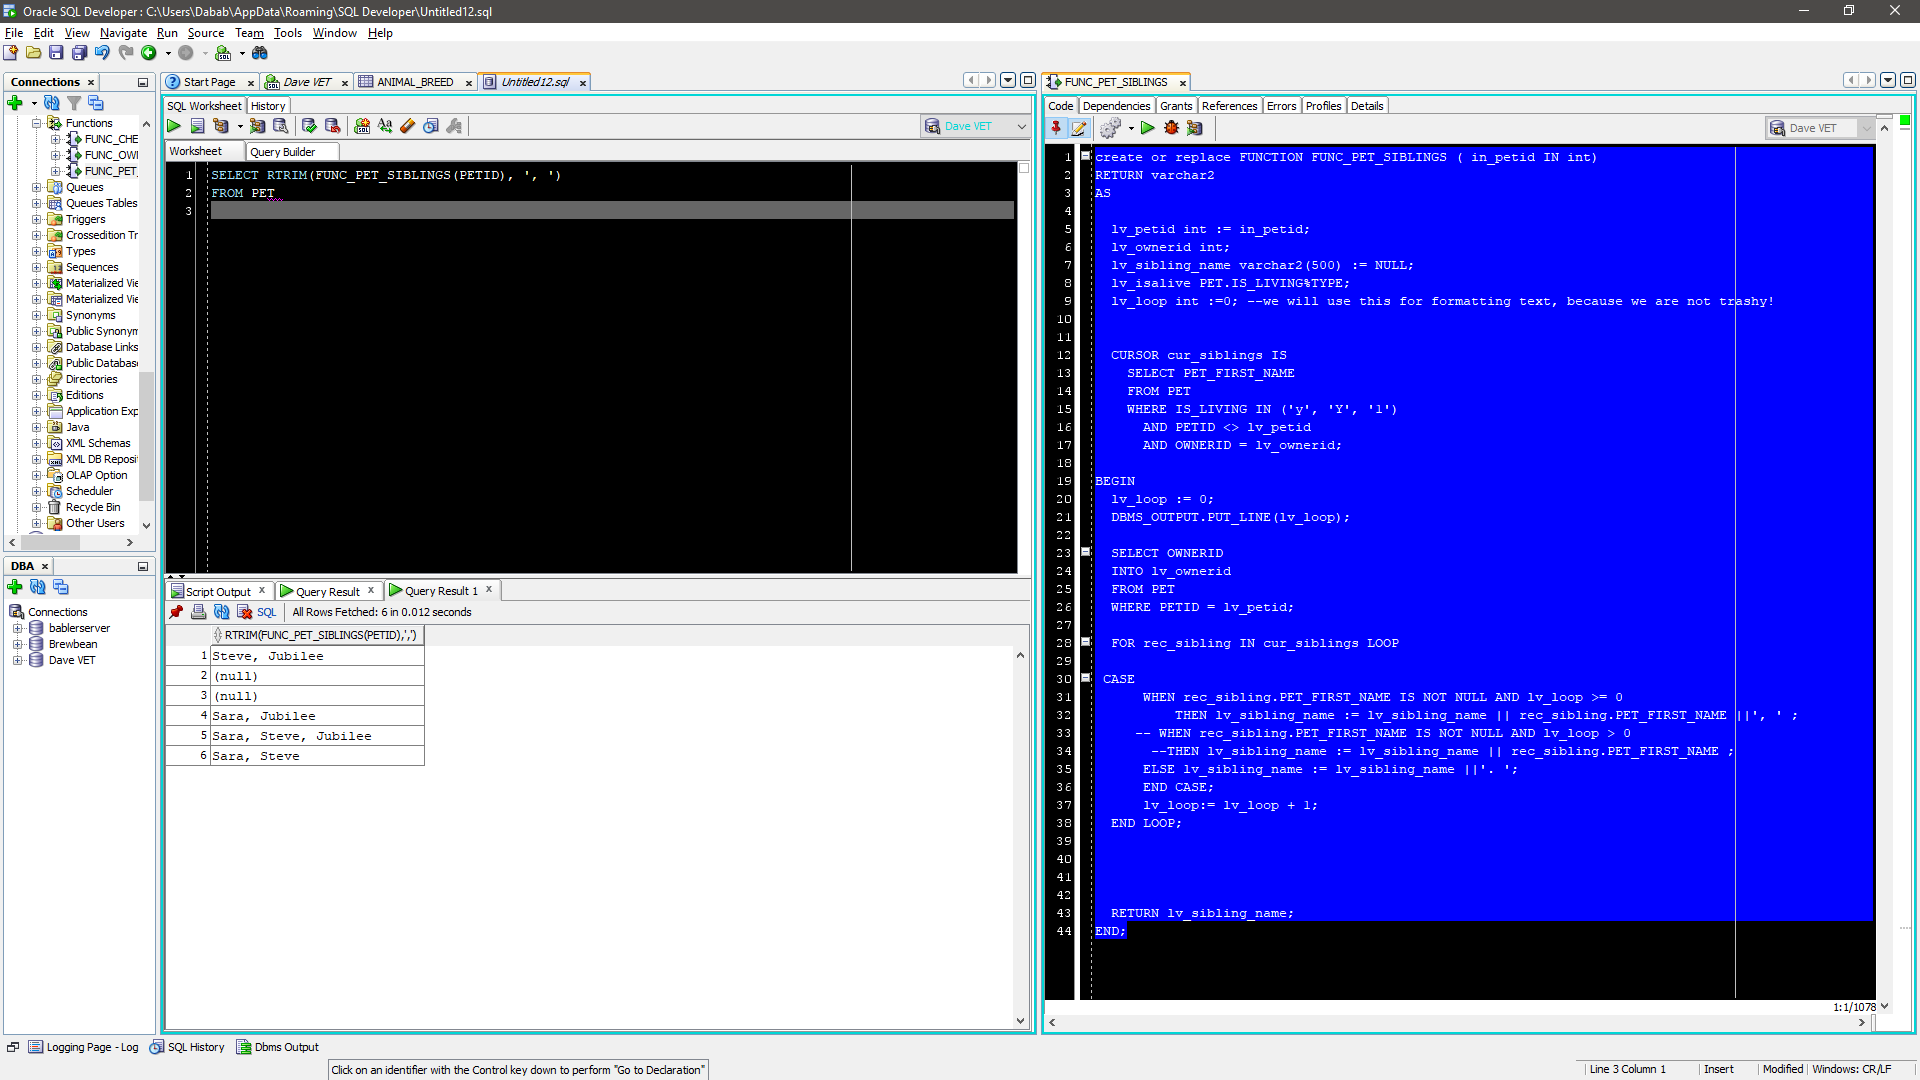 Oracle SQL Developer : C:\Users\Dabab\AppData\Roaming\SQL Developer\Untitled12.sql
File Edit View Navigate Run Source Team Tools Window Help
Connections
Functions
FUNC_CHE
FUNC_OWI
FUNC_PET_
Queues
Queues Tables
Triggers
Crossedition Tr
Types
Sequences
Materialized Vie
Materialized Vie
Synonyms
Public Synonym
Database Links
Public Database
Directories
Editions
Application Exp
Java
XML Schemas
XML DB Reposi
OLAP Option
Scheduler
Recycle Bin
Other Users
DBA
Connections
bablerserver
Brewbean
Dave VET
Start Page Dave VET ANIMAL_BREED Untitled12.sql
SQL Worksheet History
Dave VET
Worksheet Query Builder
1 SELECT RTRIM(FUNC_PET_SIBLINGS(PETID), ', ')
2 FROM PET
3
Script Output Query Result Query Result 1
SQL All Rows Fetched: 6 in 0.012 seconds
RTRIM(FUNC_PET_SIBLINGS(PETID),',')
1 Steve, Jubilee
2 (null)
3 (null)
4 Sara, Jubilee
5 Sara, Steve, Jubilee
6 Sara, Steve
FUNC_PET_SIBLINGS
Code Dependencies Grants References Errors Profiles Details
Dave VET
1 create or replace FUNCTION FUNC_PET_SIBLINGS ( in_petid IN int)
2 RETURN varchar2
3 AS
4
5 lv_petid int := in_petid;
6 lv_ownerid int;
7 lv_sibling_name varchar2(500) := NULL;
8 lv_isalive PET.IS_LIVING%TYPE;
9 lv_loop int :=0; --we will use this for formatting text, because we are not trashy!
10
11
12 CURSOR cur_siblings IS
13 SELECT PET_FIRST_NAME
14 FROM PET
15 WHERE IS_LIVING IN ('y', 'Y', '1')
16 AND PETID <> lv_petid
17 AND OWNERID = lv_ownerid;
18
19 BEGIN
20 lv_loop := 0;
21 DBMS_OUTPUT.PUT_LINE(lv_loop);
22
23 SELECT OWNERID
24 INTO lv_ownerid
25 FROM PET
26 WHERE PETID = lv_petid;
27
28 FOR rec_sibling IN cur_siblings LOOP
29
30 CASE
31 WHEN rec_sibling.PET_FIRST_NAME IS NOT NULL AND lv_loop >= 0
32 THEN lv_sibling_name := lv_sibling_name || rec_sibling.PET_FIRST_NAME ||', ' ;
33 -- WHEN rec_sibling.PET_FIRST_NAME IS NOT NULL AND lv_loop > 0
34 --THEN lv_sibling_name := lv_sibling_name || rec_sibling.PET_FIRST_NAME ;
35 ELSE lv_sibling_name := lv_sibling_name ||'. ';
36 END CASE;
37 lv_loop:= lv_loop + 1;
38 END LOOP;
39
40
41
42
43 RETURN lv_sibling_name;
44 END;
1:1/1078
Logging Page - Log SQL History Dbms Output
Click on an identifier with the Control key down to perform "Go to Declaration"
Line 3 Column 1 Insert Modified Windows: CR/LF